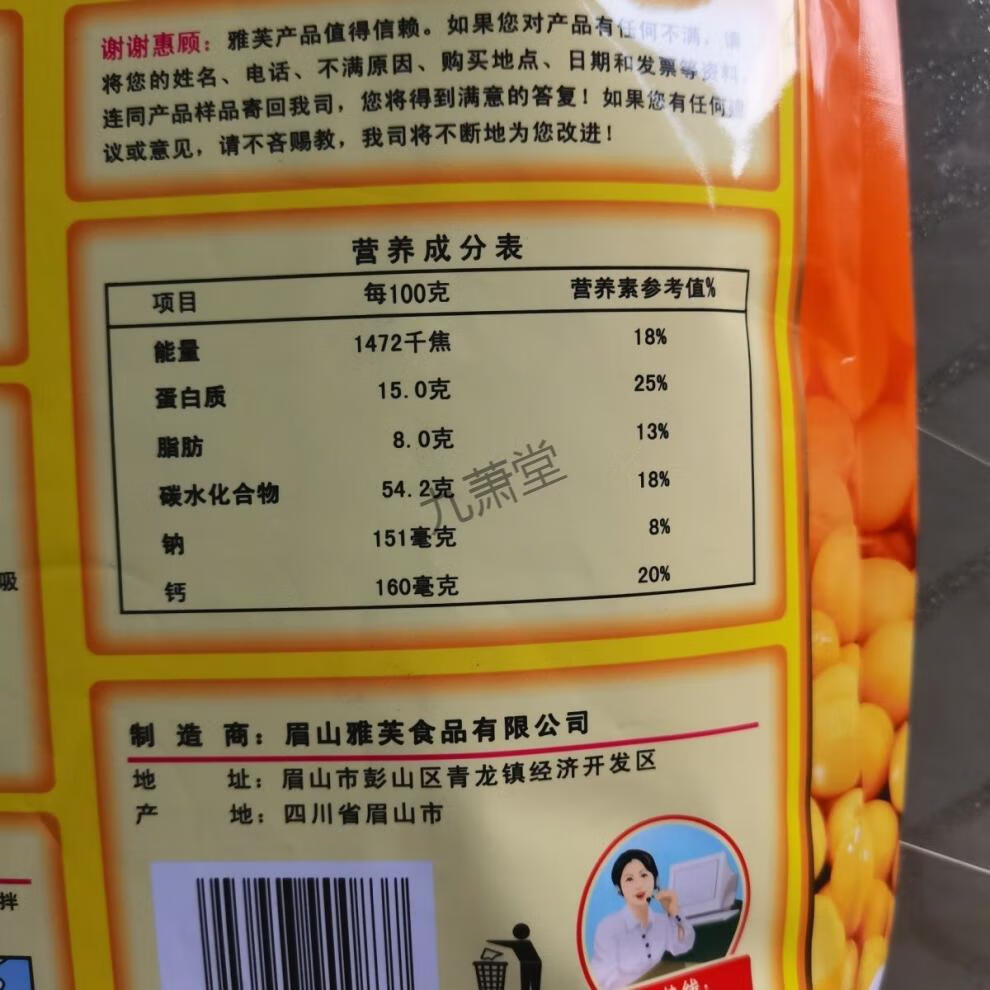 谢谢惠顾：雅芙产品值得信赖。如果您对产品有任何不满，请
将您的姓名、电话、不满原因、购买地点、日期和发票等资料，
连同产品样品寄回我司，您将得到满意的答复！如果您有任何建
议或意见，请不吝赐教，我司将不断地为您改进！
营养成分表
项目 每100克 营养素参考值%
能量 1472千焦 18%
蛋白质 15.0克 25%
脂肪 8.0克 13%
碳水化合物 54.2克 18%
钠 151毫克 8%
钙 160毫克 20%
九萧堂
吸
制造商：眉山雅芙食品有限公司
地址：眉山市彭山区青龙镇经济开发区
产地：四川省眉山市
拌
热线：